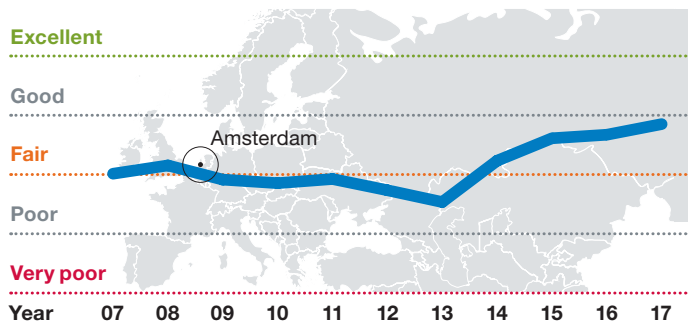 Excellent
Good
Amsterdam
Fair
Poor
Very poor
Year 07 08 09 10 11 12 13 14 15 16 17